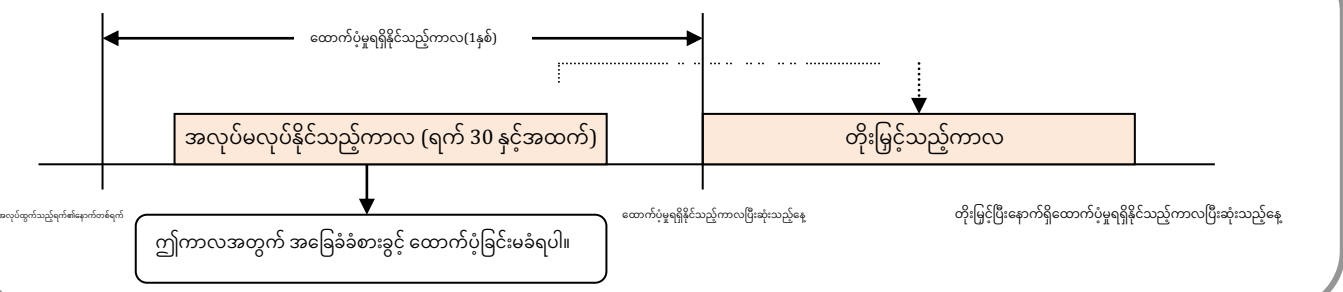 ထောက်ပံ့မှုရရှိနိုင်သည့်ကာလ(1နှစ်)
အလုပ်မလုပ်နိုင်သည့်ကာလ (ရက် 30 နှင့်အထက်)
တိုးမြှင့်သည့်ကာလ
အလုပ်ထွက်သည့်ရက်၏နောက်တစ်ရက်
ထောက်ပံ့မှုရရှိနိုင်သည့်ကာလပြီးဆုံးသည့်နေ့
တိုးမြှင့်ပြီးနောက်ရှိထောက်ပံ့မှုရရှိနိုင်သည့်ကာလပြီးဆုံးသည့်နေ့
ဤကာလအတွက် အခြေခံခံစားခွင့် ထောက်ပံ့ခြင်းမခံရပါ။